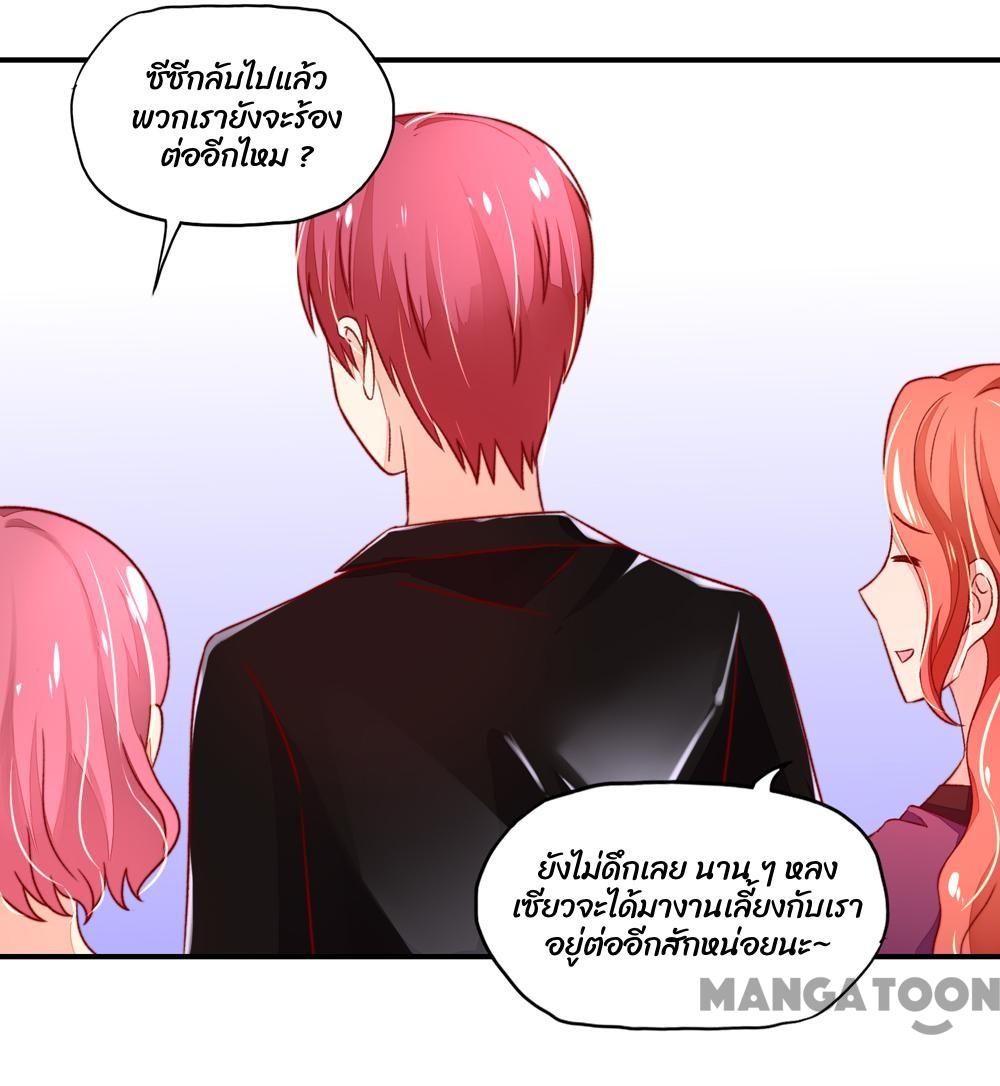 ซีซีกลับไปแล้ว
พวกเรายังจะร้อง
ต่ออีกไหม ?
ยังไม่ดึกเลย นาน ๆ หลง
เซียวจะได้มางานเลี้ยงกับเรา
อยู่ต่ออีกสักหน่อยนะ~
MANGATOON